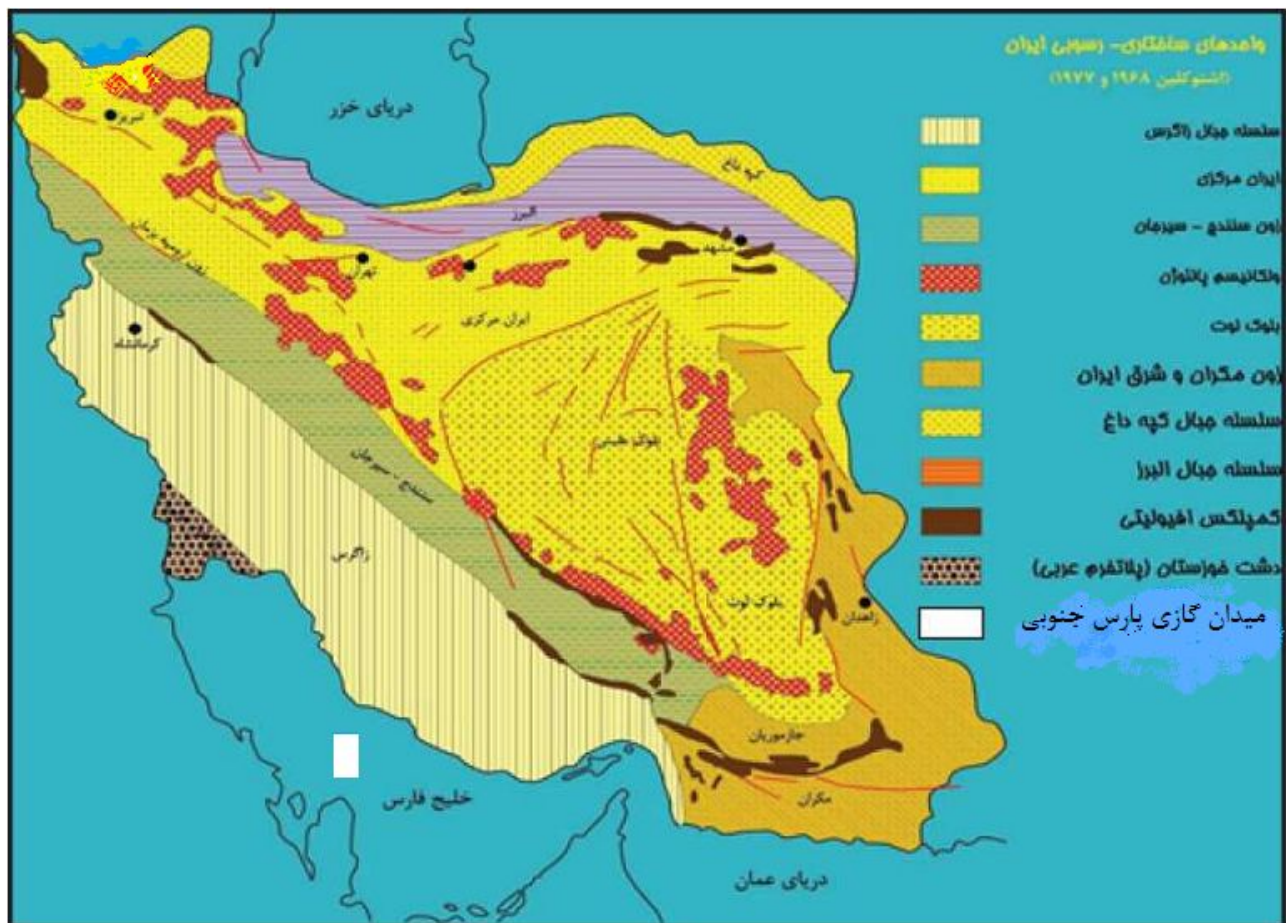 واحدهای ساختاری- رسوبی ایران
(اشتوکلین ۱۹۶۸ و ۱۹۷۷)
سلسله جبال زاگرس
ایران مرکزی
زون سنندج - سیرجان
ولکانیسم پالئوژن
بلوک لوت
زون مکران و شرق ایران
سلسله جبال کپه داغ
سلسله جبال البرز
کمپلکس افیولیتی
دشت خوزستان (پلاتفرم عربی)
میدان گازی پارس جنوبی
دریای خزر
تبریز
کپه داغ
البرز
مشهد
تهران
ایران مرکزی
کرمانشاه
بلوک طبس
سنندج - سیرجان
زاگرس
بلوک لوت
زاهدان
جازموریان
مکران
خلیج فارس
دریای عمان